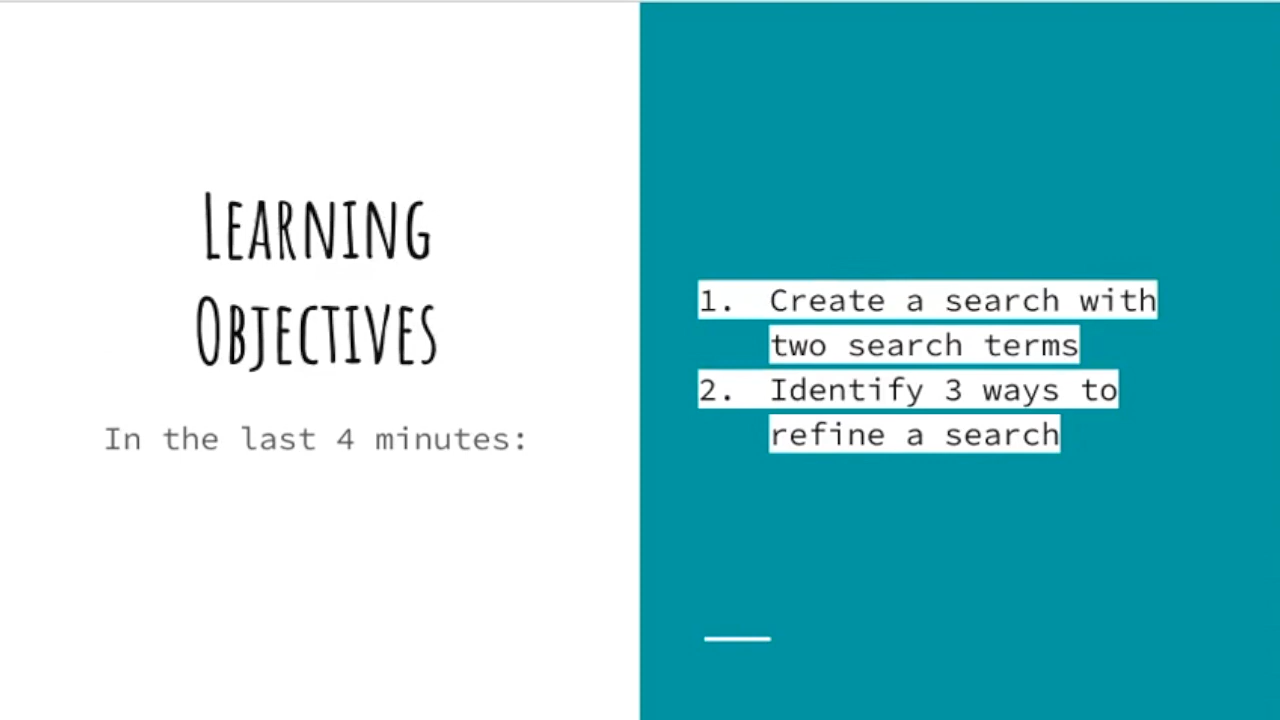 Learning
Objectives
In the last 4 minutes:
1. Create a search with
two search terms
2. Identify 3 ways to
refine a search